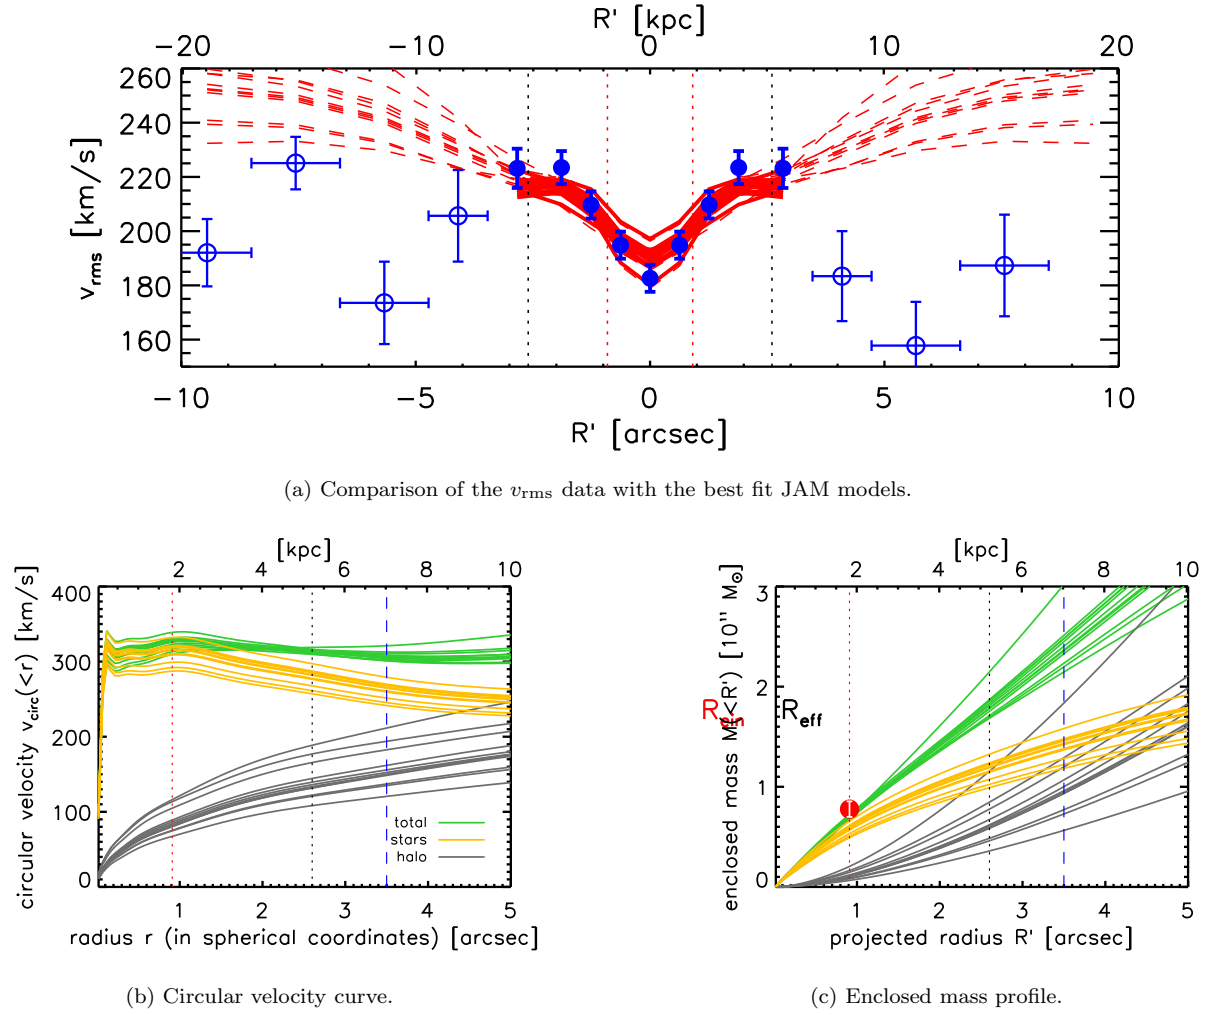 R' [kpc]
−20 −10 0 10 20
260
240
220
200
180
160
v_rms [km/s]
−10 −5 0 5 10
R' [arcsec]
(a) Comparison of the v_rms data with the best fit JAM models.
[kpc]
2 4 6 8 10
400
300
200
100
0
circular velocity v_circ(<r) [km/s]
total
stars
halo
1 2 3 4 5
radius r (in spherical coordinates) [arcsec]
(b) Circular velocity curve.
[kpc]
2 4 6 8 10
3
2
1
0
enclosed mass M(<R') [10¹¹ M⊙]
R_ein
R_eff
1 2 3 4 5
projected radius R' [arcsec]
(c) Enclosed mass profile.